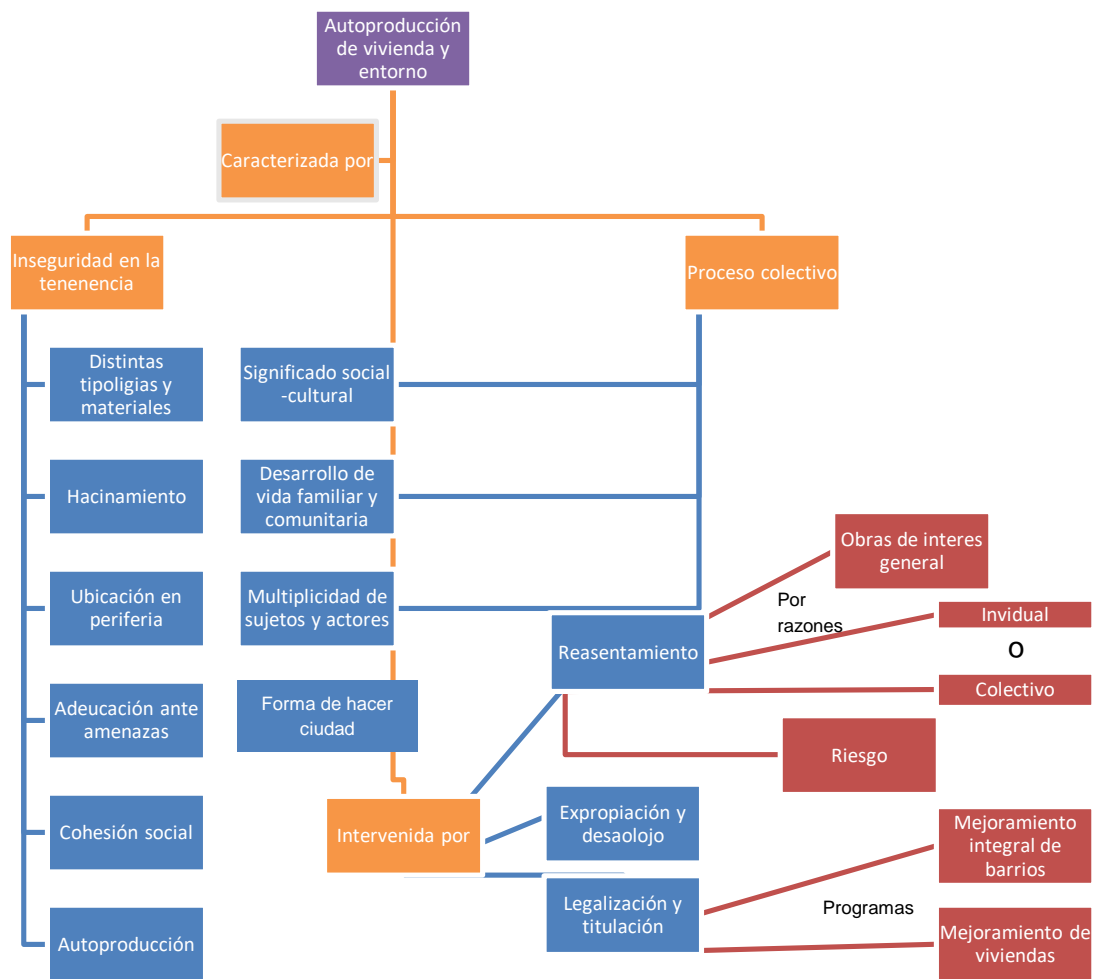 Autoproducción
de vivienda y
entorno
Caracterizada por
Inseguridad en la
tenenencia
Proceso colectivo
Distintas
tipoligias y
materiales
Significado social
-cultural
Hacinamiento
Desarrollo de
vida familiar y
comunitaria
Obras de interes
general
Ubicación en
periferia
Multiplicidad de
sujetos y actores
Por
razones
Invidual
O
Colectivo
Reasentamiento
Adeucación ante
amenazas
Forma de hacer
ciudad
Riesgo
Cohesión social
Intervenida por
Expropiación y
desaolojo
Mejoramiento
integral de
barrios
Autoproducción
Legalización y
titulación
Programas
Mejoramiento de
viviendas